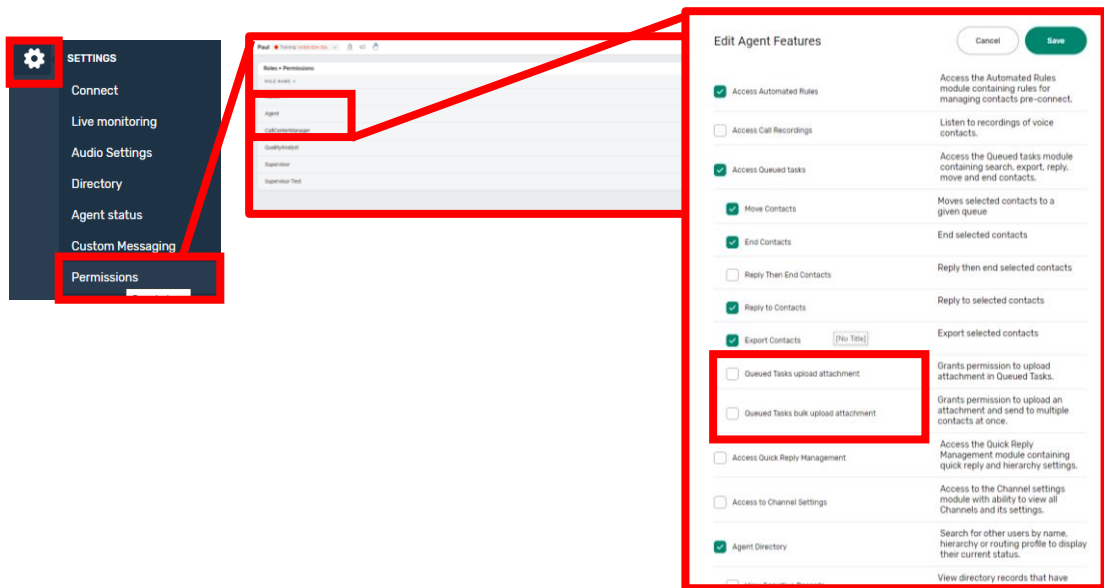 SETTINGS
Connect
Live monitoring
Audio Settings
Directory
Agent status
Custom Messaging
Permissions
Paul
Training
Roles + Permissions
ROLE NAME
Agent
CallCenterManager
QualityAnalyst
Supervisor
Supervisor Test
Edit Agent Features
Cancel
Save
Access Automated Rules
Access the Automated Rules
module containing rules for
managing contacts pre-connect.
Access Call Recordings
Listen to recordings of voice
contacts.
Access Queued tasks
Access the Queued tasks module
containing search, export, reply,
move and end contacts.
Move Contacts
Moves selected contacts to a
given queue
End Contacts
End selected contacts
Reply Then End Contacts
Reply then end selected contacts
Reply to Contacts
Reply to selected contacts
Export Contacts
[No Title]
Export selected contacts
Queued Tasks upload attachment
Grants permission to upload
attachment in Queued Tasks.
Queued Tasks bulk upload attachment
Grants permission to upload an
attachment and send to multiple
contacts at once.
Access Quick Reply Management
Access the Quick Reply
Management module containing
quick reply and hierarchy settings.
Access to Channel Settings
Access to the Channel settings
module with ability to view all
Channels and its settings.
Agent Directory
Search for other users by name,
hierarchy or routing profile to display
their current status.
View directory records that have